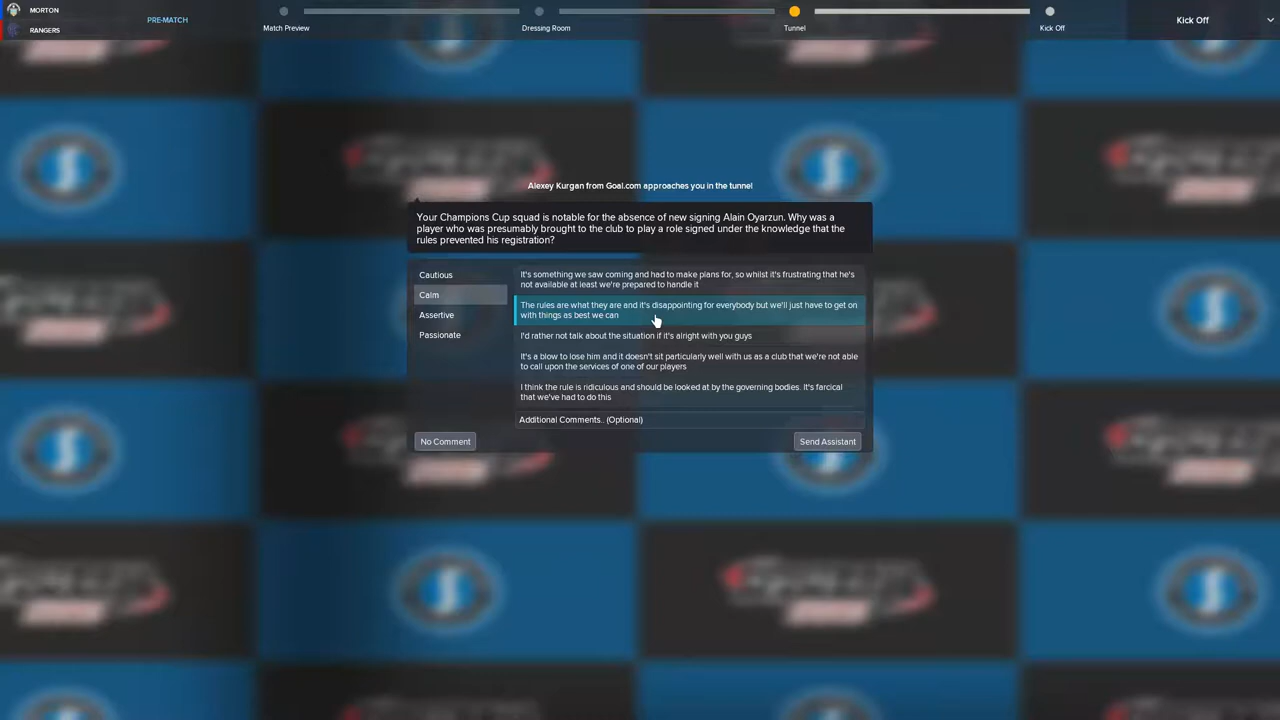 MORTON
RANGERS
PRE-MATCH
Match Preview
Dressing Room
Tunnel
Kick Off
Kick Off
Alexey Kurgan from Goal.com approaches you in the tunnel
Your Champions Cup squad is notable for the absence of new signing Alain Oyarzun. Why was a
player who was presumably brought to the club to play a role signed under the knowledge that the
rules prevented his registration?
Cautious
Calm
Assertive
Passionate
It's something we saw coming and had to make plans for, so whilst it's frustrating that he's
not available at least we're prepared to handle it
The rules are what they are and it's disappointing for everybody but we'll just have to get on
with things as best we can
I'd rather not talk about the situation if it's alright with you guys
It's a blow to lose him and it doesn't sit particularly well with us as a club that we're not able
to call upon the services of one of our players
I think the rule is ridiculous and should be looked at by the governing bodies. It's farcical
that we've had to do this
Additional Comments.. (Optional)
No Comment
Send Assistant